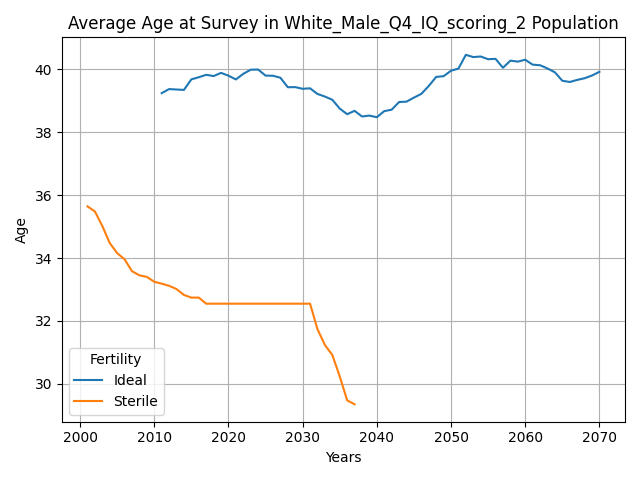 Average Age at Survey in White_Male_Q4_IQ_scoring_2 Population
Age
40
38
36
34
32
30
Fertility
Ideal
Sterile
2000 2010 2020 2030 2040 2050 2060 2070
Years